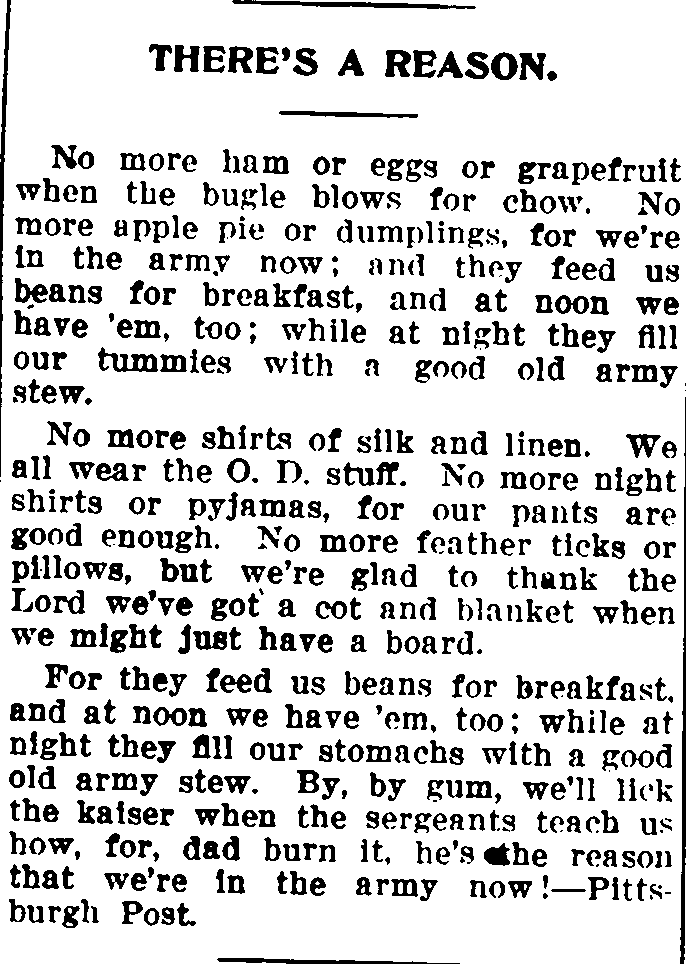 THERE'S A REASON.
No more ham or eggs or grapefruit
when the bugle blows for chow. No
more apple pie or dumplings, for we're
in the army now; and they feed us
beans for breakfast, and at noon we
have 'em, too; while at night they fill
our tummies with a good old army
stew.
No more shirts of silk and linen. We
all wear the O. D. stuff. No more night
shirts or pyjamas, for our pants are
good enough. No more feather ticks or
pillows, but we're glad to thank the
Lord we've got a cot and blanket when
we might just have a board.
For they feed us beans for breakfast,
and at noon we have 'em, too; while at
night they fill our stomachs with a good
old army stew. By, by gum, we'll lick
the kaiser when the sergeants teach us
how, for, dad burn it, he's the reason
that we're in the army now!—Pitts-
burgh Post.